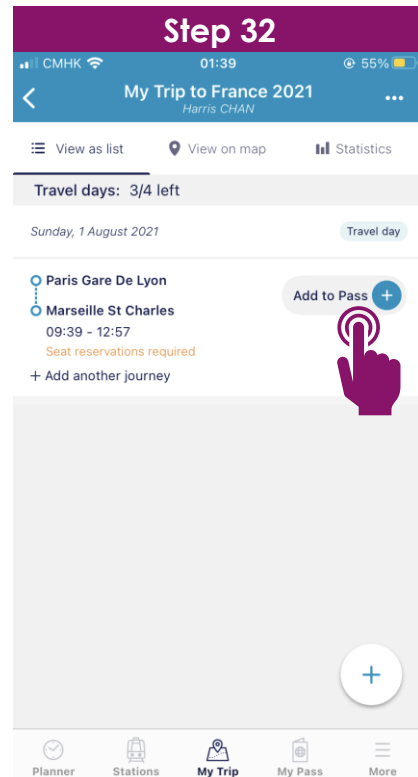 Step 32
CMHK 01:39 55%
My Trip to France 2021
Harris CHAN
View as list View on map Statistics
Travel days: 3/4 left
Sunday, 1 August 2021 Travel day
Paris Gare De Lyon
Add to Pass +
Marseille St Charles
09:39 - 12:57
Seat reservations required
+ Add another journey
+
Planner Stations My Trip My Pass More